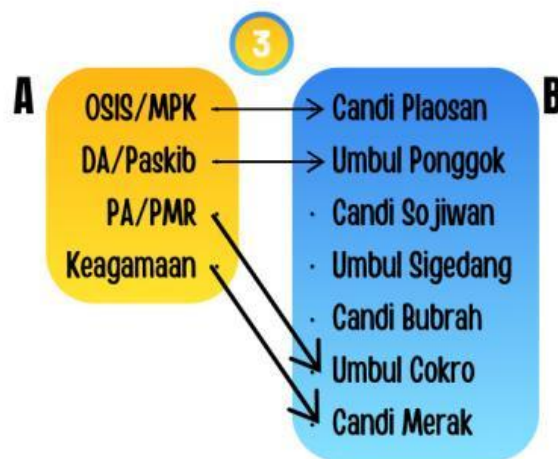 3
A
B
OSIS/MPK
DA/Paskib
PA/PMR
Keagamaan
Candi Plaosan
Umbul Ponggok
Candi Sojiwan
Umbul Sigedang
Candi Bubrah
Umbul Cokro
Candi Merak